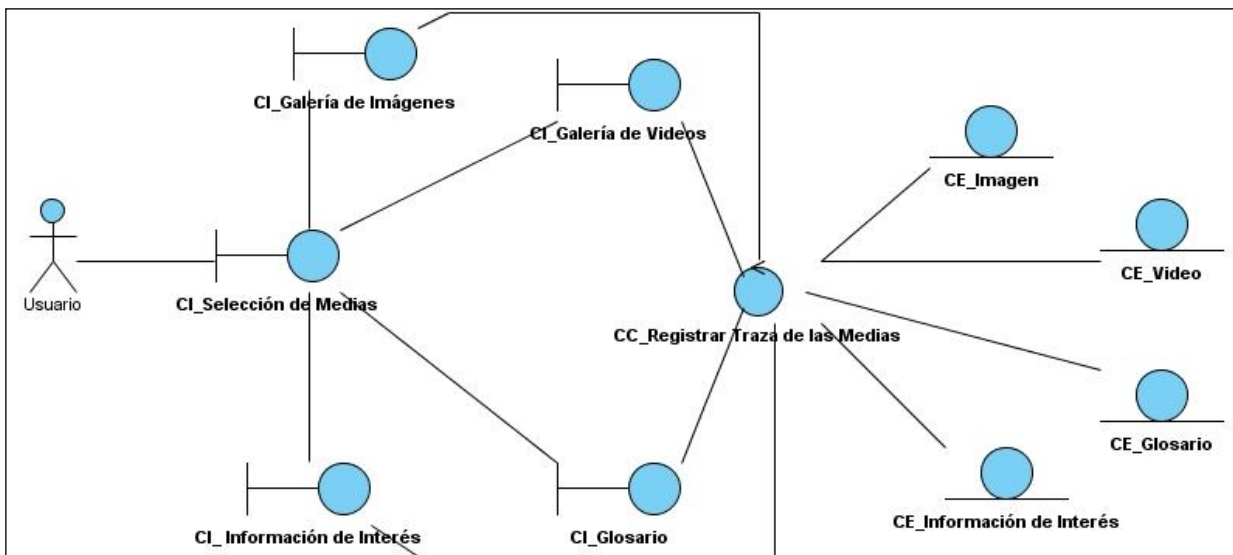 CI_Galería de Imágenes
CI_Galería de Videos
CE_Imagen
Usuario
CI_Selección de Medias
CE_Video
CC_Registrar Traza de las Medias
CE_Glosario
CI_ Información de Interés
CI_Glosario
CE_Información de Interés